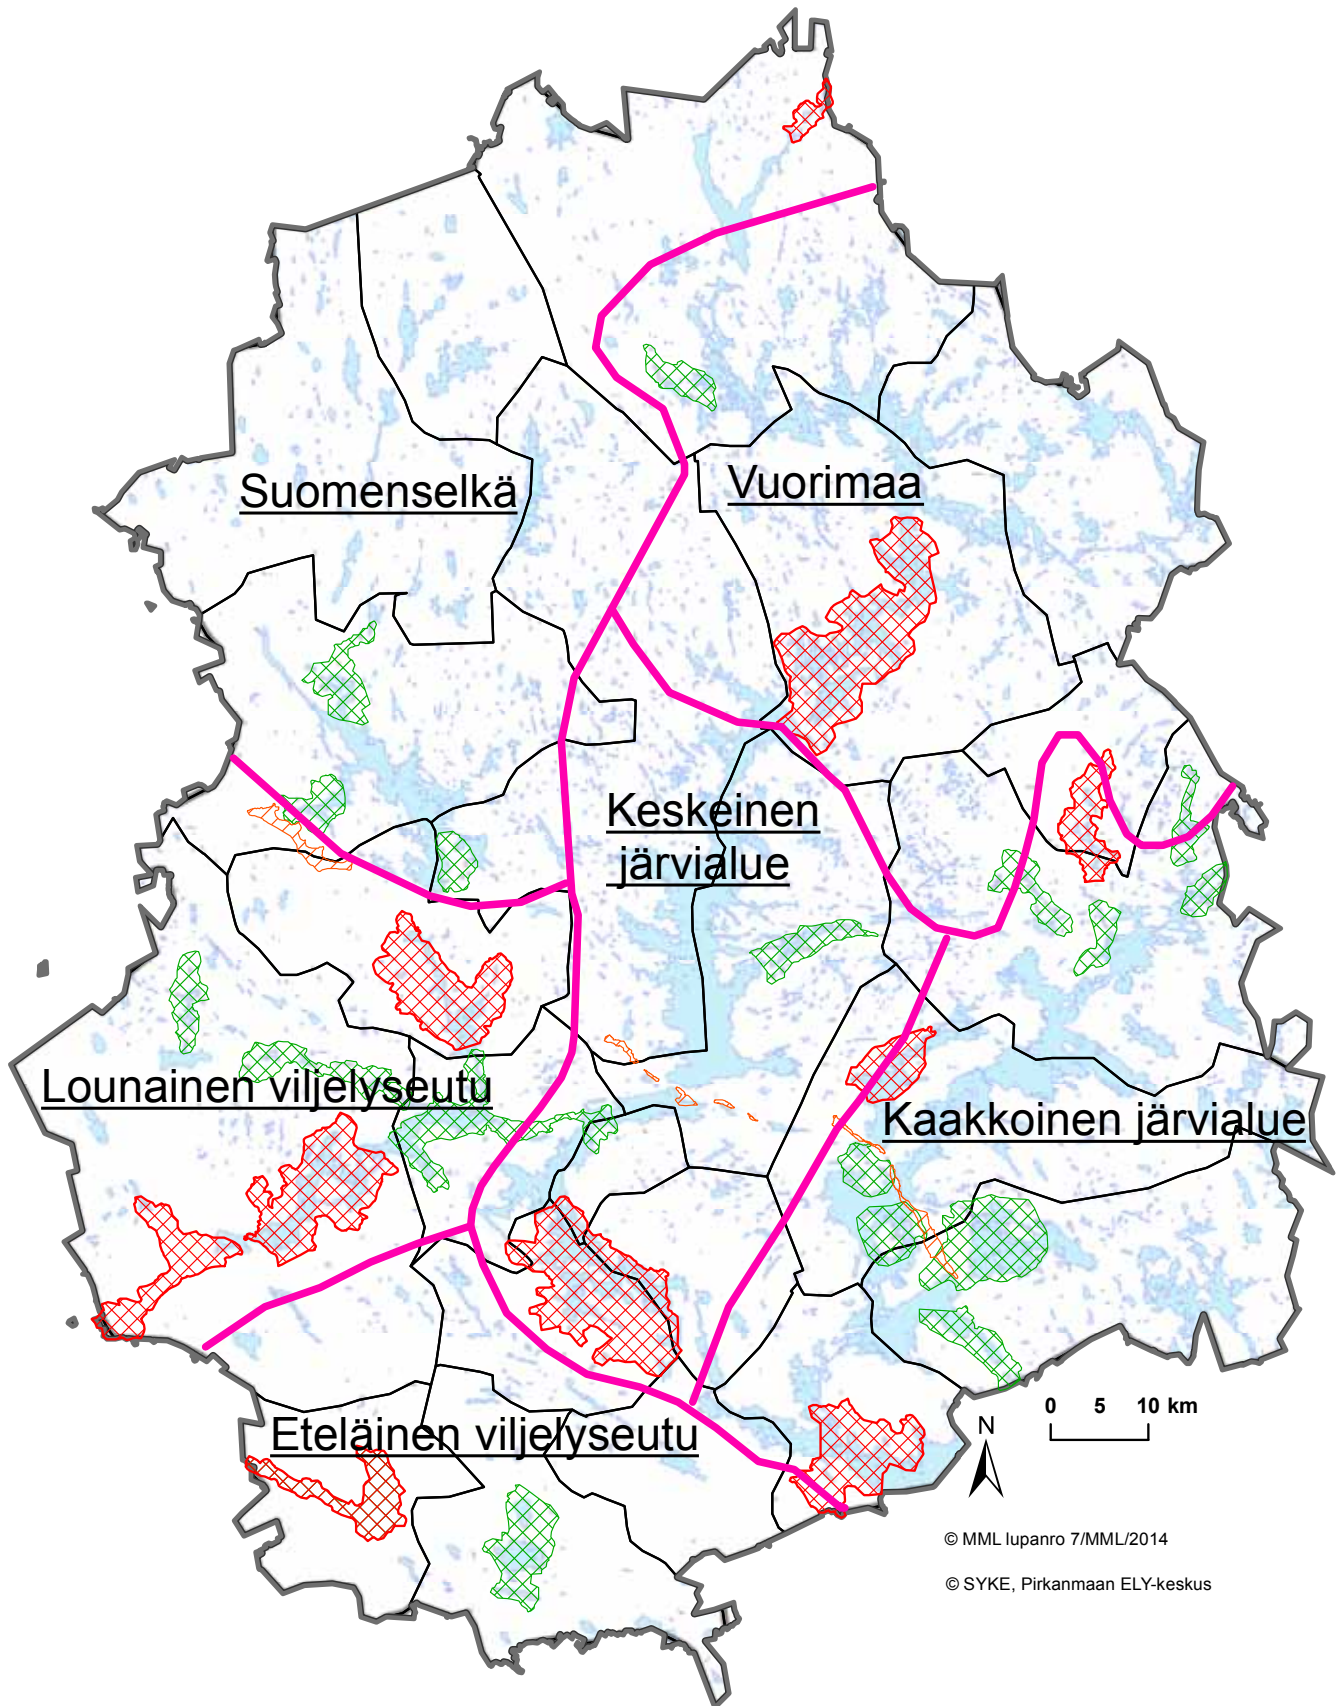 Suomenselkä
Vuorimaa
Keskeinen
järvialue
Lounainen viljelyseutu
Kaakkoinen järvialue
Eteläinen viljelyseutu
0 5 10 km
N
© MML lupanro 7/MML/2014
© SYKE, Pirkanmaan ELY-keskus